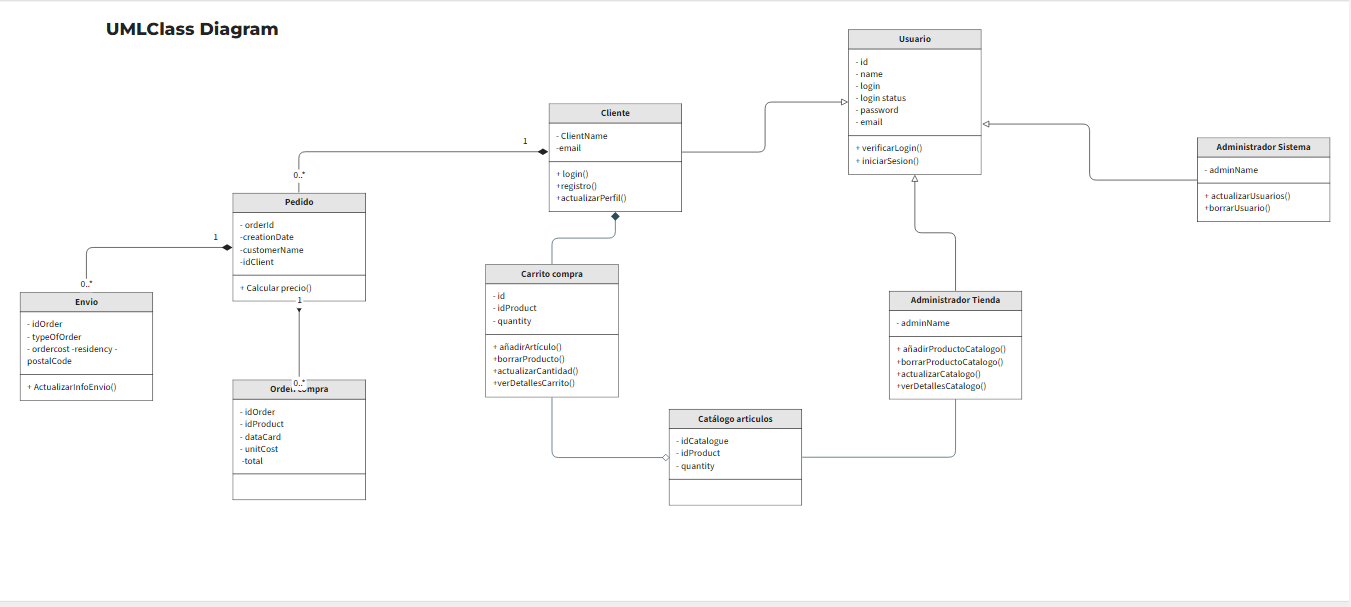 UMLClass Diagram
Usuario
- id
- name
- login
- login status
- password
- email
+ verificarLogin()
+ iniciarSesion()
Cliente
- ClientName
-email
+ login()
+registro()
+actualizarPerfil()
Administrador Sistema
- adminName
+ actualizarUsuarios()
+borrarUsuario()
1
0..*
Pedido
- orderId
-creationDate
-customerName
-idClient
+ Calcular precio()
1
0..*
Envio
- idOrder
- typeOfOrder
- ordercost -residency -
postalCode
+ ActualizarInfoEnvio()
1
0..*
Orden compra
- idOrder
- idProduct
- dataCard
- unitCost
-total
Carrito compra
- id
- idProduct
- quantity
+ añadirArtículo()
+borrarProducto()
+actualizarCantidad()
+verDetallesCarrito()
Administrador Tienda
- adminName
+ añadirProductoCatalogo()
+borrarProductoCatalogo()
+actualizarCatalogo()
+verDetallesCatalogo()
Catálogo articulos
- idCatalogue
- idProduct
- quantity